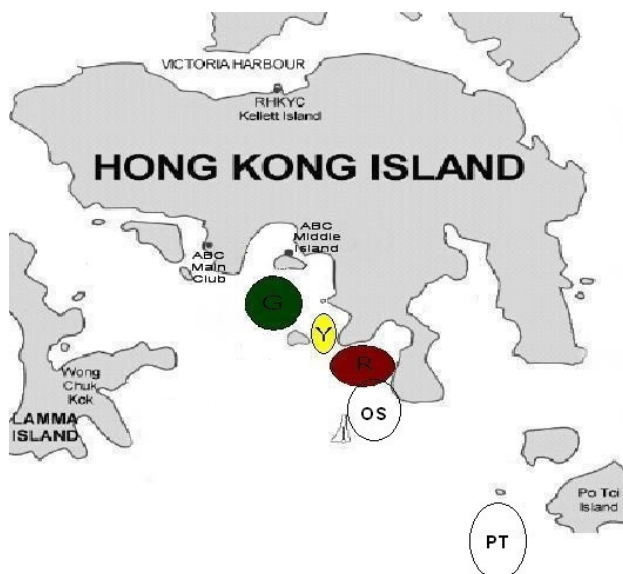 VICTORIA HARBOUR
RHKYC
Kellett Island
HONG KONG ISLAND
ABC
Middle
Island
ABC
Main
Club
G
Y
R
OS
Wong
Chuk
Kok
LAMMA
ISLAND
Po Toi
Island
PT